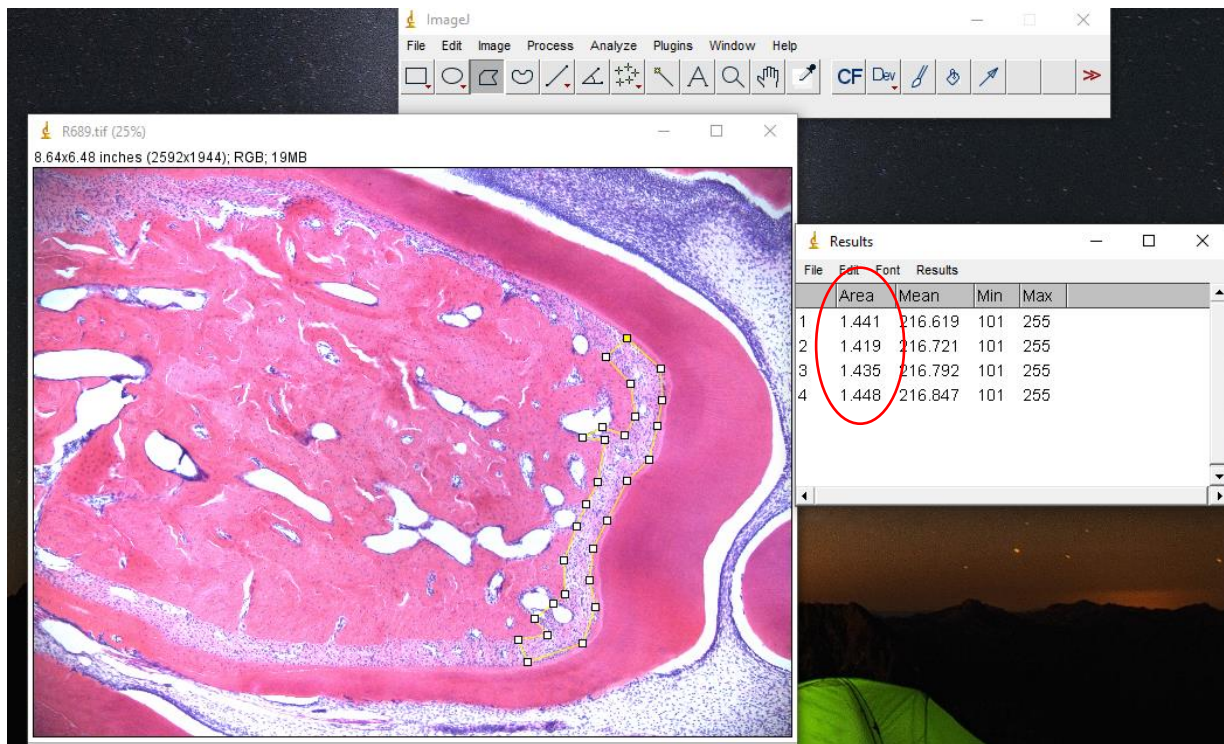 ImageJ
File Edit Image Process Analyze Plugins Window Help
A CF Dev
R689.tif (25%)
8.64x6.48 inches (2592x1944); RGB; 19MB
Results
File Edit Font Results
Area Mean Min Max
1 1.441 216.619 101 255
2 1.419 216.721 101 255
3 1.435 216.792 101 255
4 1.448 216.847 101 255